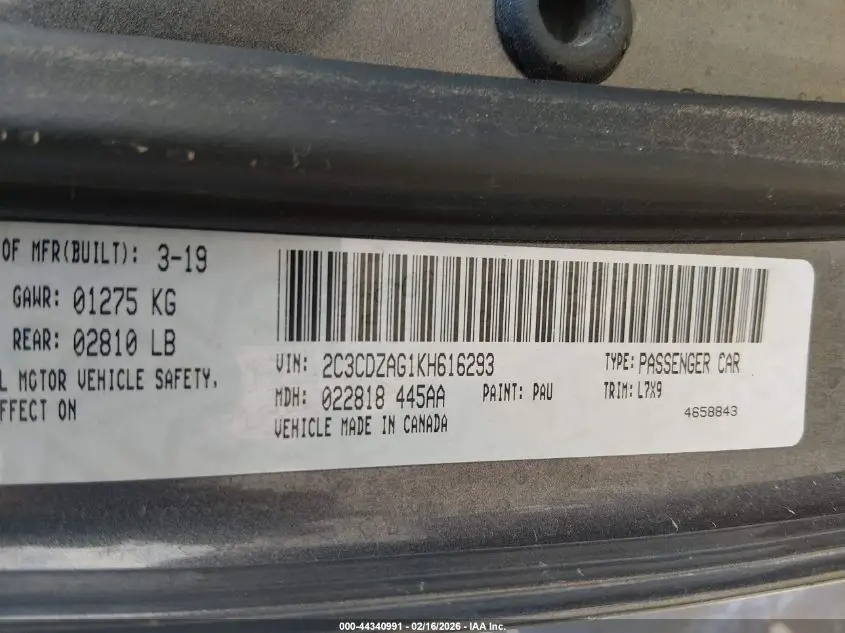 OF MFR(BUILT): 3-19
GAWR: 01275 KG
REAR: 02810 LB
MOTOR VEHICLE SAFETY,
EFFECT ON
VIN: 2C3CDZAG1KH616293
TYPE: PASSENGER CAR
MDH: 022818 445AA
PAINT: PAU
TRIM: L7X9
VEHICLE MADE IN CANADA
4658843
000-44340991 - 02/16/2026 - IAA Inc.